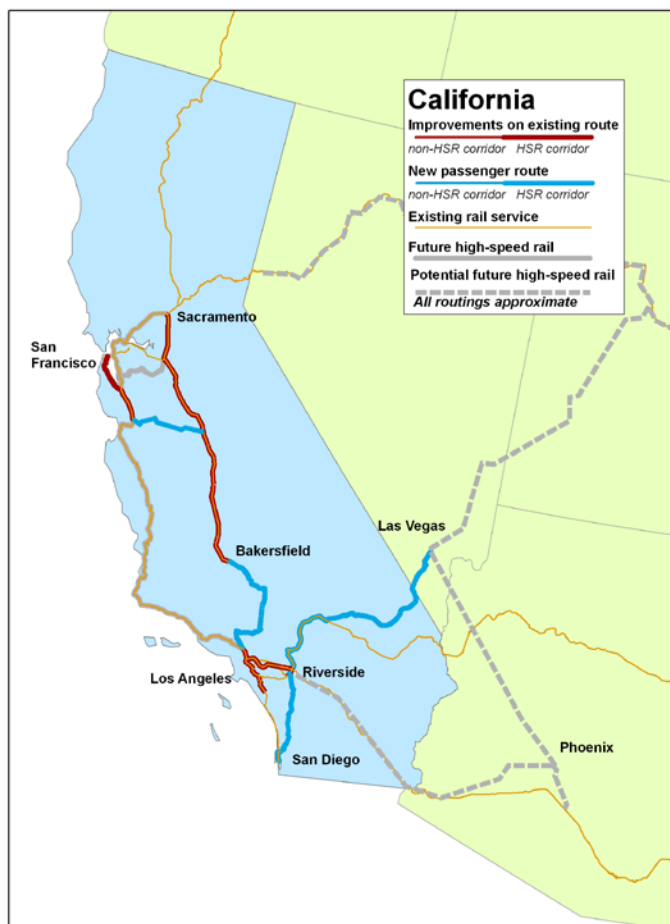 California
Improvements on existing route
non-HSR corridor HSR corridor
New passenger route
non-HSR corridor HSR corridor
Existing rail service
Future high-speed rail
Potential future high-speed rail
All routings approximate
Sacramento
San
Francisco
Las Vegas
Bakersfield
Los Angeles
Riverside
San Diego
Phoenix